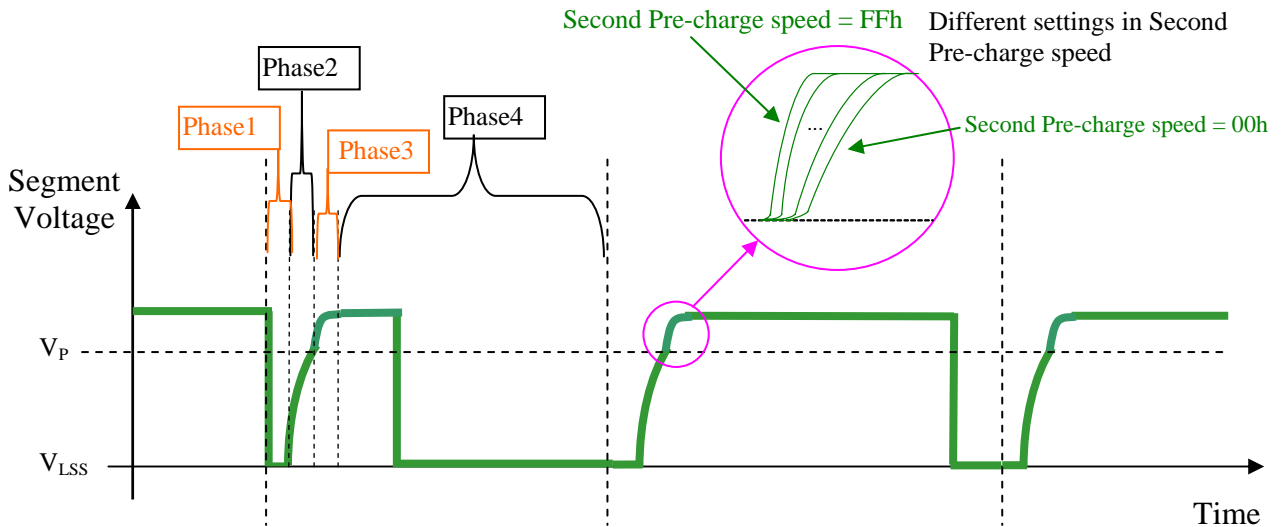 Second Pre-charge speed = FFh
Different settings in Second
Pre-charge speed
Phase2
Phase1
Phase4
Phase3
...
Second Pre-charge speed = 00h
Segment
Voltage
VP
VLSS
Time